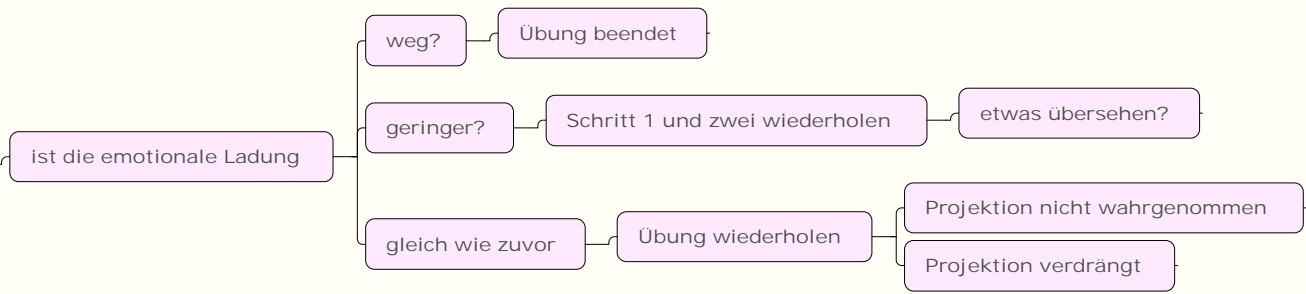 weg?
Übung beendet
geringer?
Schritt 1 und zwei wiederholen
etwas übersehen?
ist die emotionale Ladung
gleich wie zuvor
Übung wiederholen
Projektion nicht wahrgenommen
Projektion verdrängt